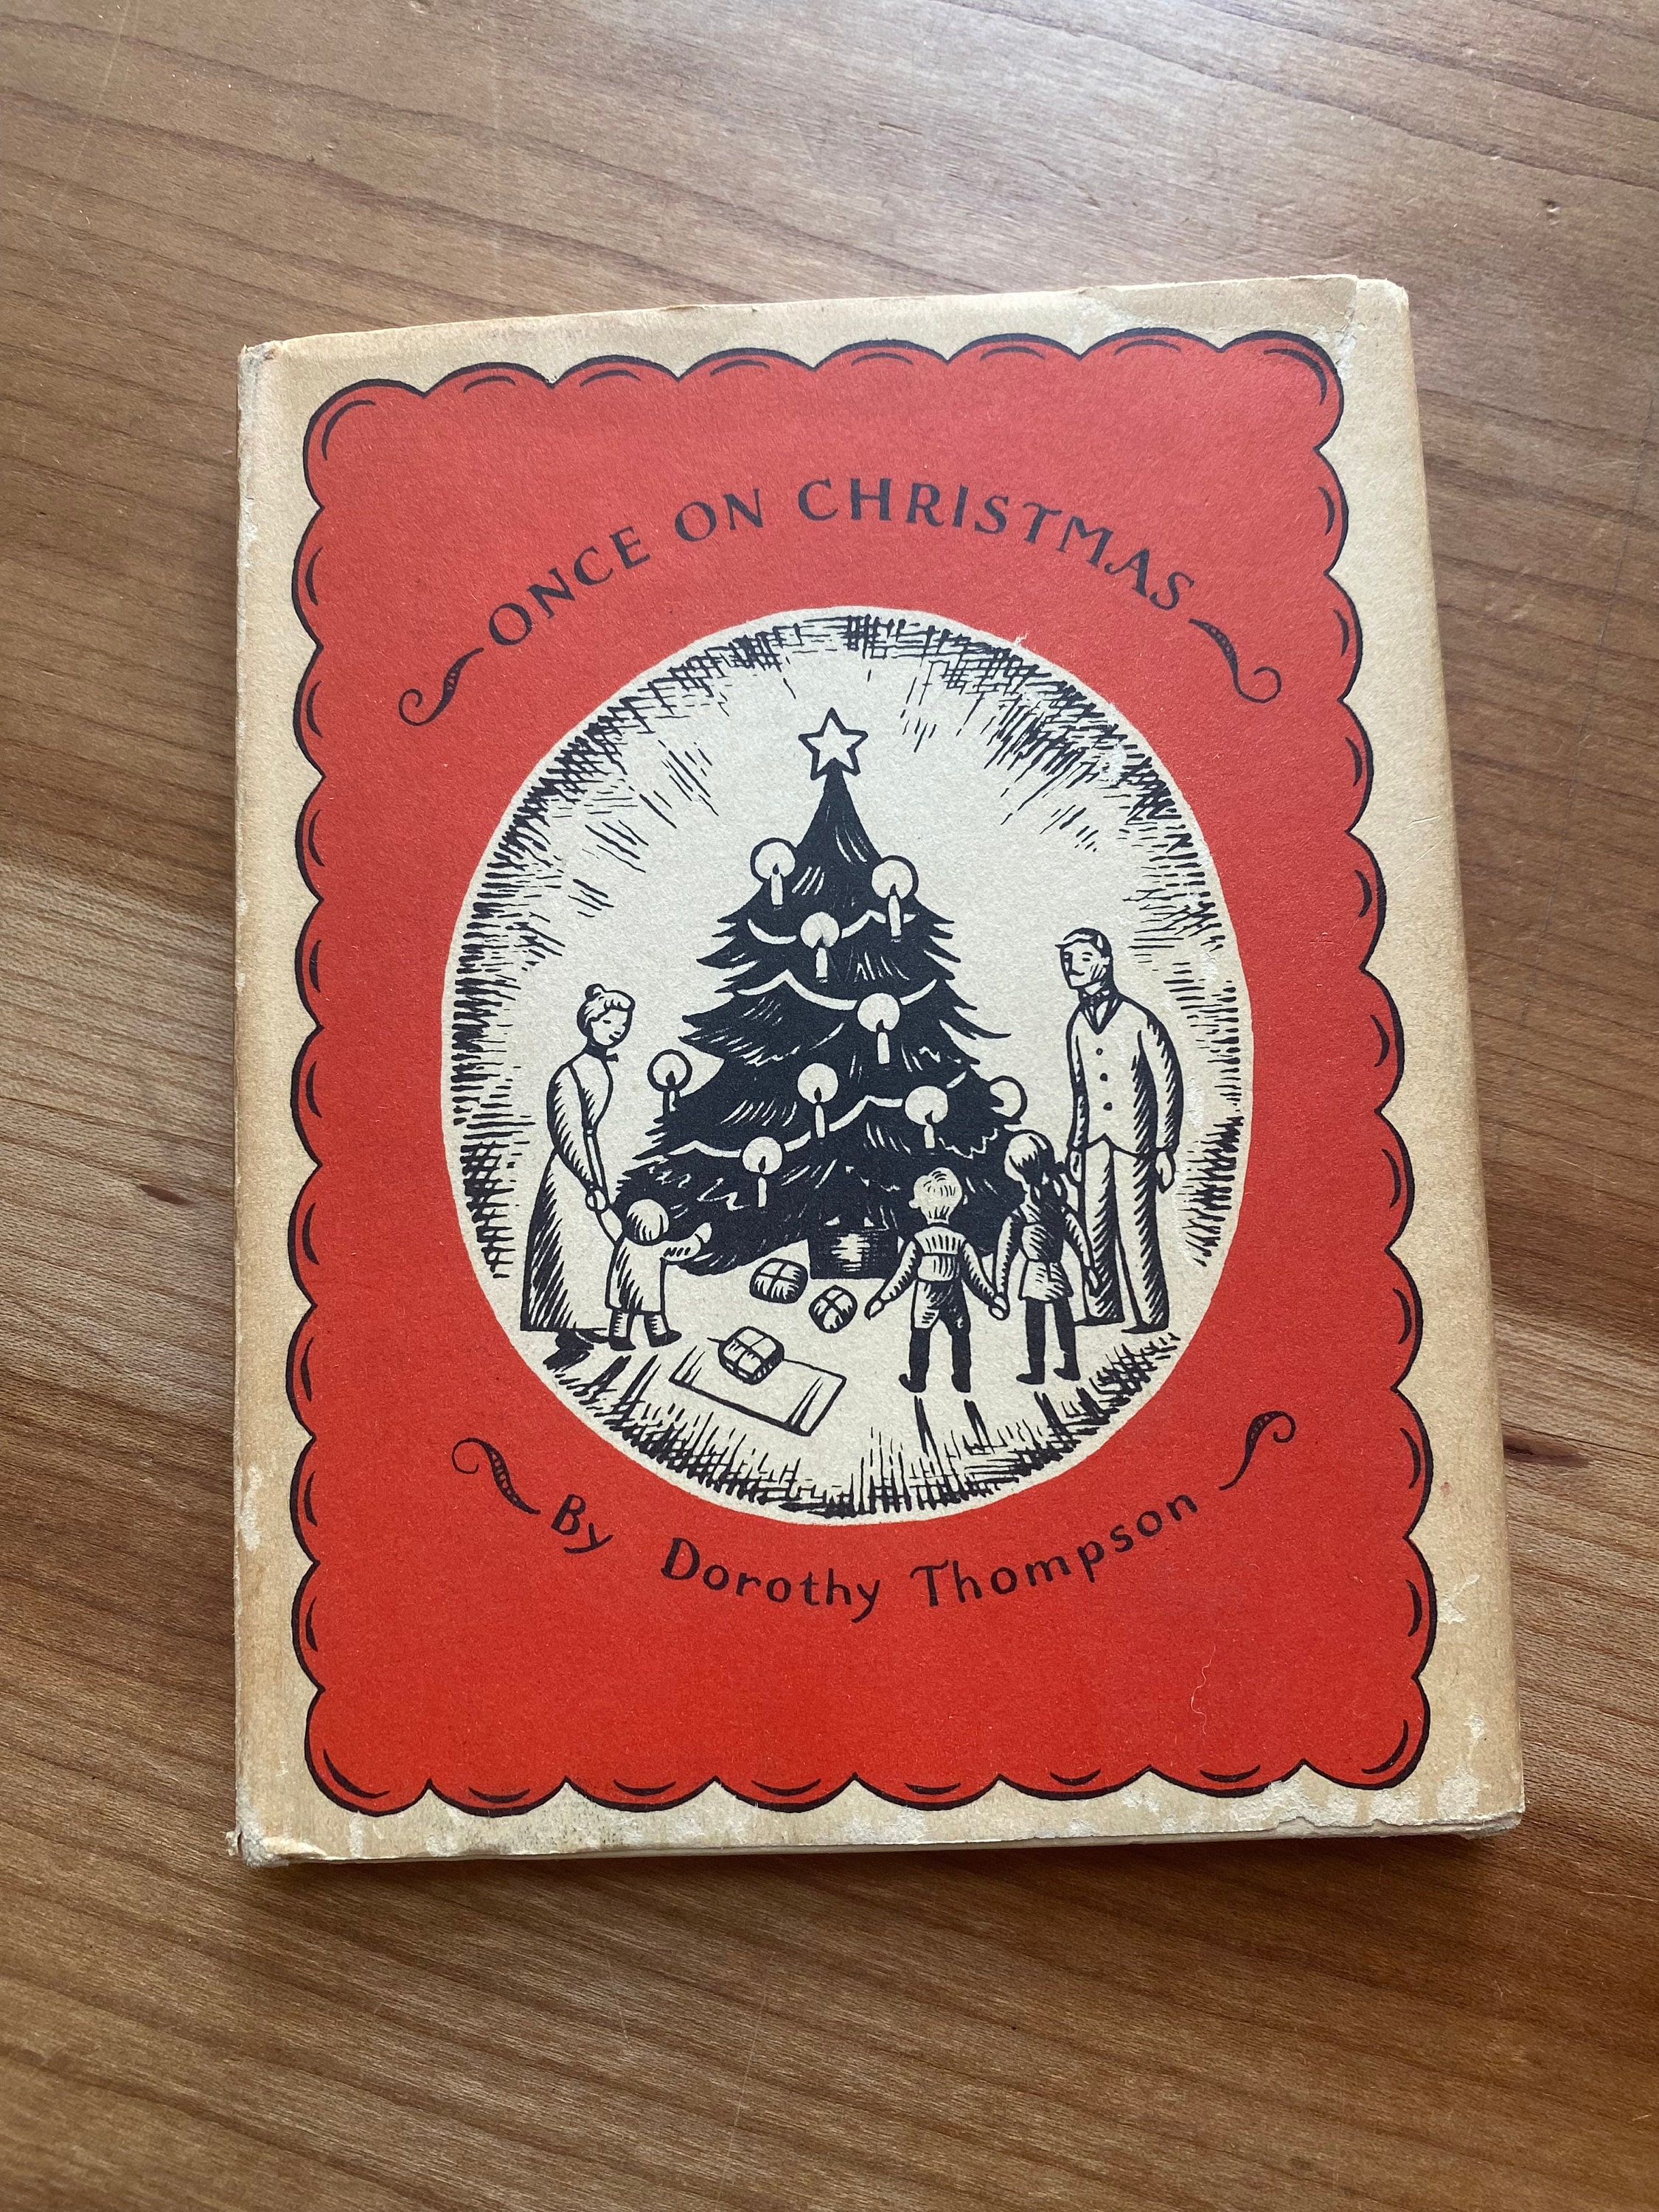 ONCE ON CHRISTMAS
By Dorothy Thompson